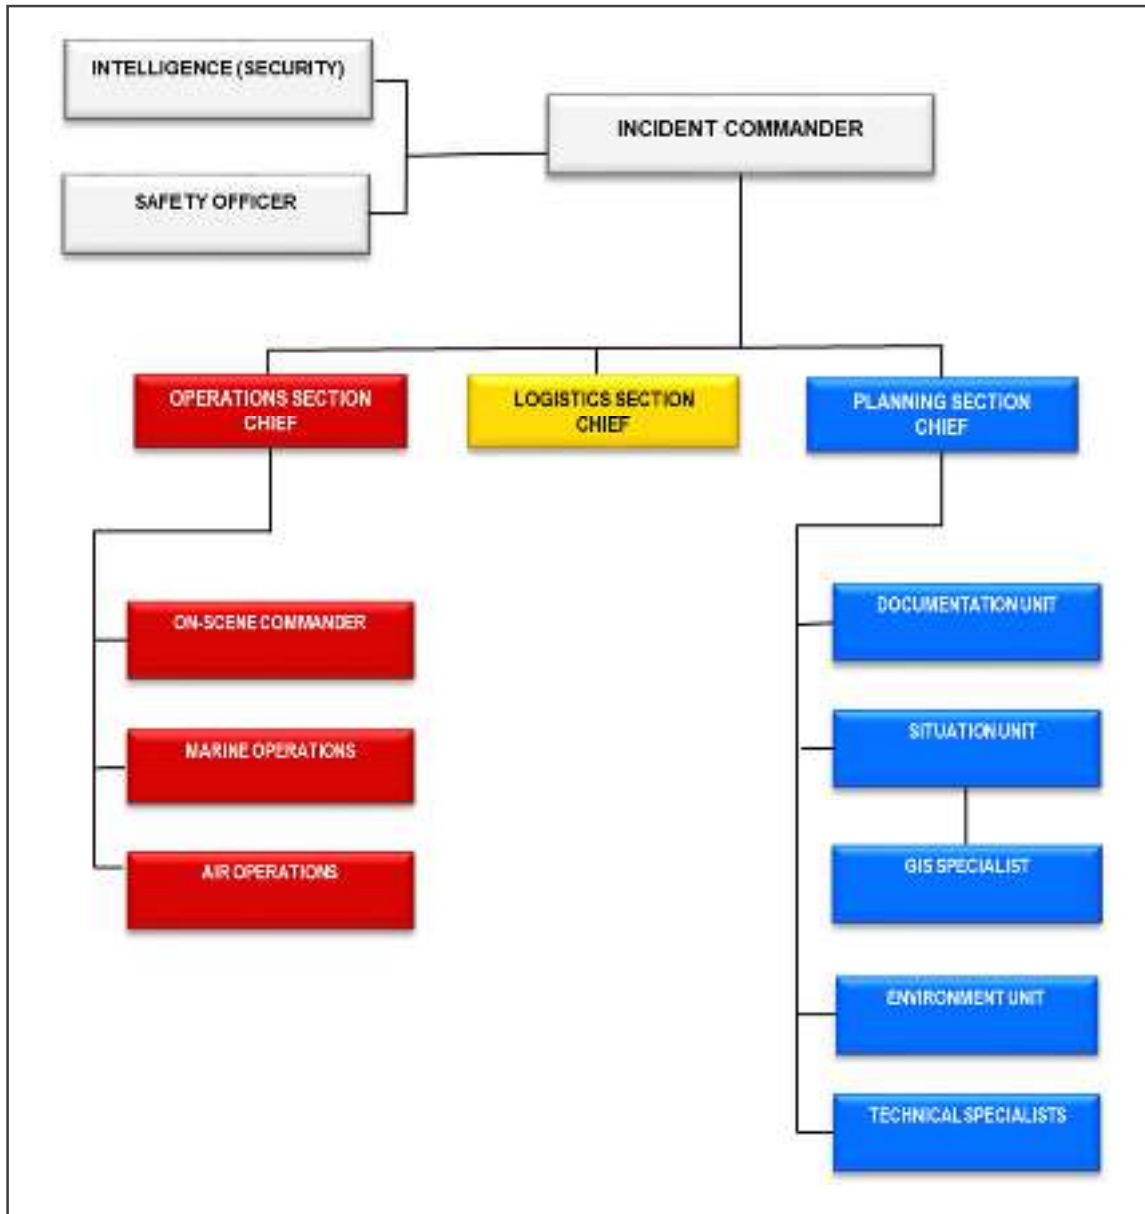 INTELLIGENCE (SECURITY)
INCIDENT COMMANDER
SAFETY OFFICER
OPERATIONS SECTION
CHIEF
LOGISTICS SECTION
CHIEF
PLANNING SECTION
CHIEF
ON-SCENE COMMANDER
MARINE OPERATIONS
AIR OPERATIONS
DOCUMENTATION UNIT
SITUATION UNIT
GIS SPECIALIST
ENVIRONMENT UNIT
TECHNICAL SPECIALISTS